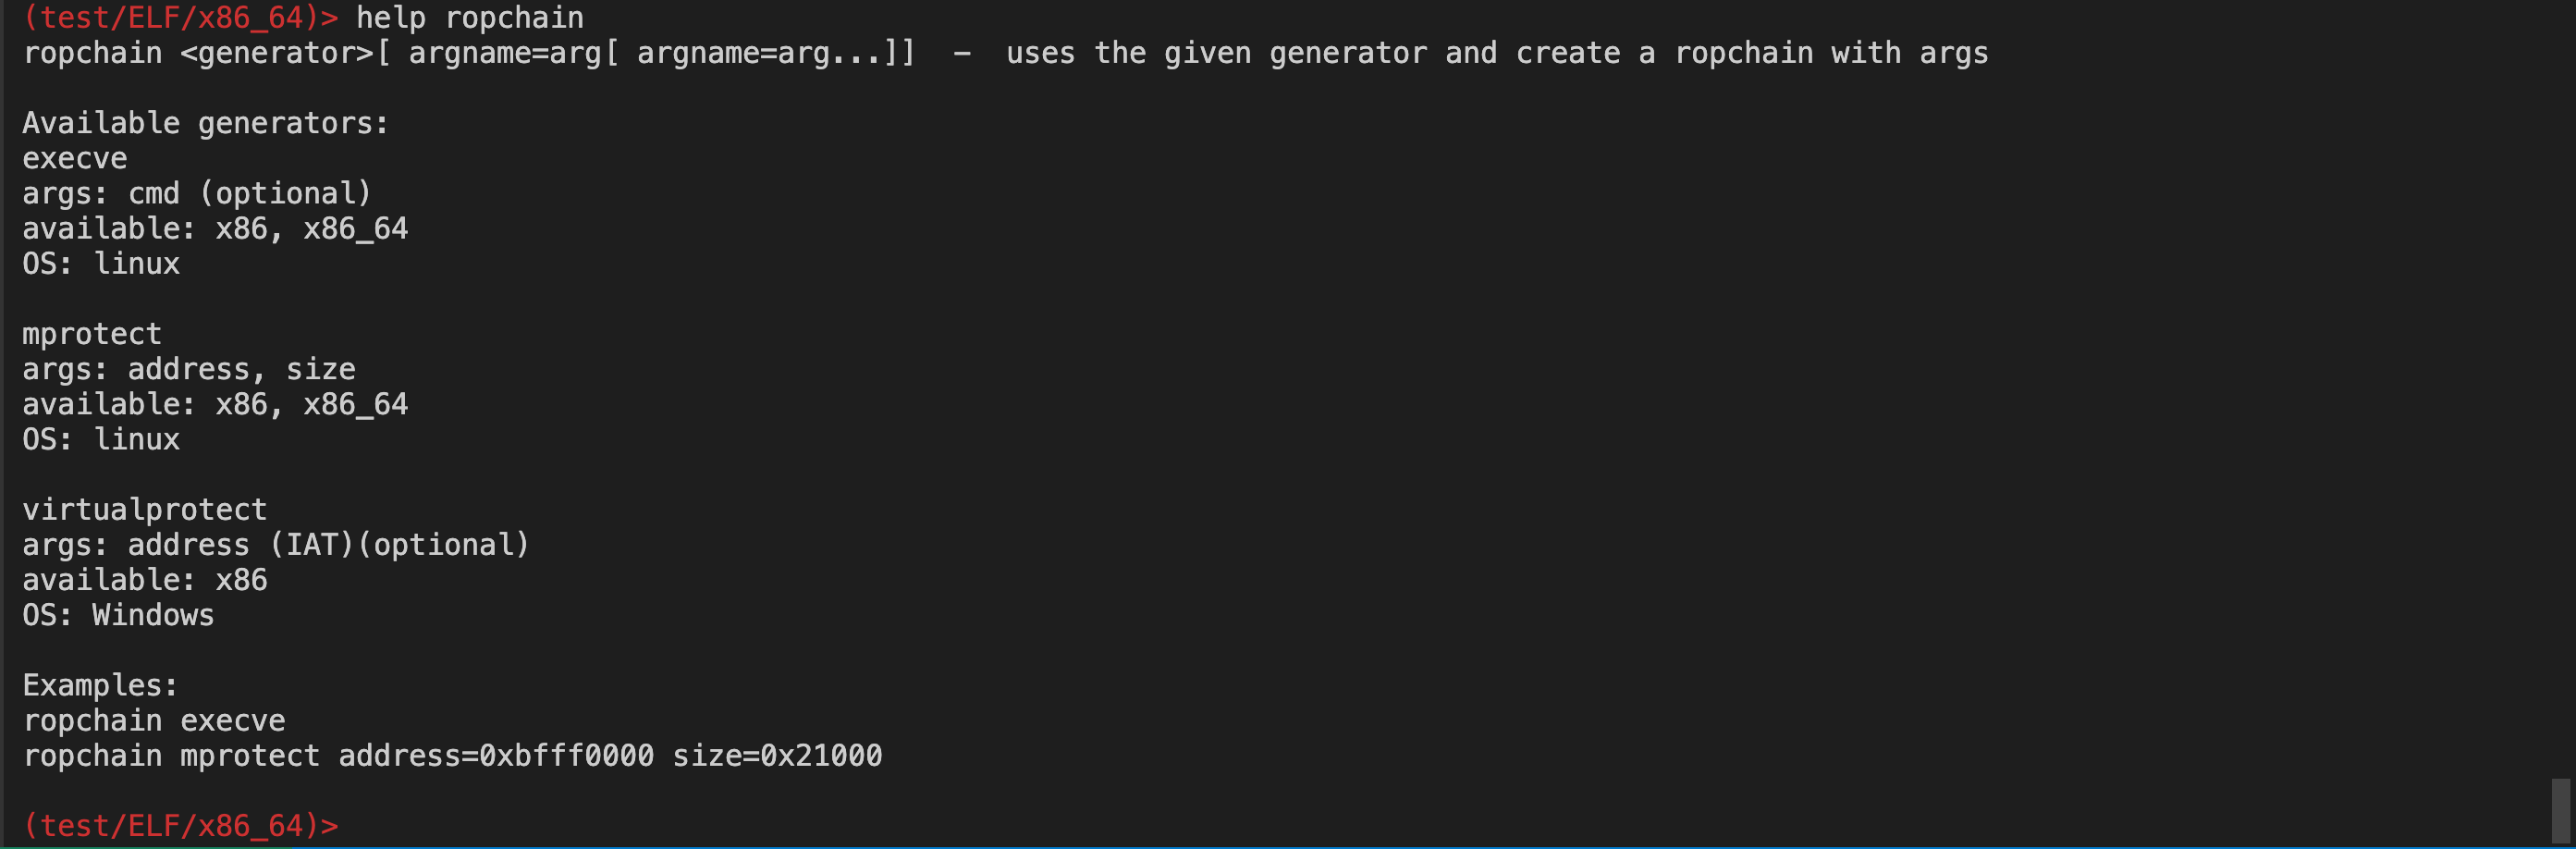 (test/ELF/x86_64)> help ropchain
ropchain <generator>[ argname=arg[ argname=arg...]]  -  uses the given generator and create a ropchain with args
Available generators:
execve
args: cmd (optional)
available: x86, x86_64
OS: linux
mprotect
args: address, size
available: x86, x86_64
OS: linux
virtualprotect
args: address (IAT)(optional)
available: x86
OS: Windows
Examples:
ropchain execve
ropchain mprotect address=0xbfff0000 size=0x21000
(test/ELF/x86_64)>